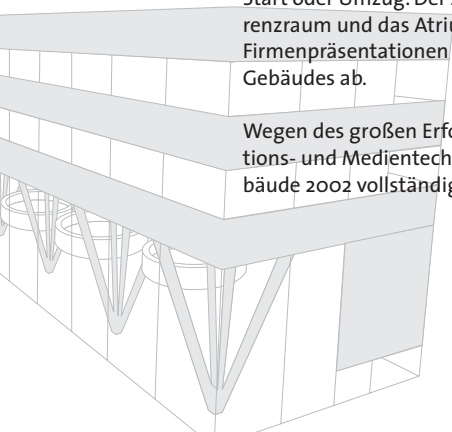 Start oder Umzug. Der
renzraum und das Atriu
Firmenpräsentationen
Gebäudes ab.
Wegen des großen Erfo
tions- und Medientech
bäude 2002 vollständig